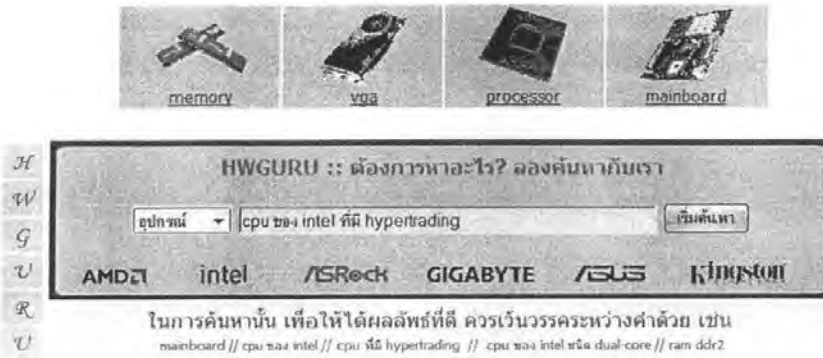 memory vga processor mainboard
HWGURU :: ต้องการหาอะไร? ลองค้นหากับเรา
อุปกรณ์ cpu ของ intel ที่มี hypertrading เริ่มค้นหา
AMD intel ASRock GIGABYTE ASUS Kingston
H
W
G
U
R
U
ในการค้นหานั้น เพื่อให้ได้ผลลัพธ์ที่ดี ควรเว้นวรรคระหว่างคำด้วย เช่น
mainboard // cpu ของ intel // cpu ที่มี hypertrading // cpu ของ intel ชนิด dual-core // ram ddr2